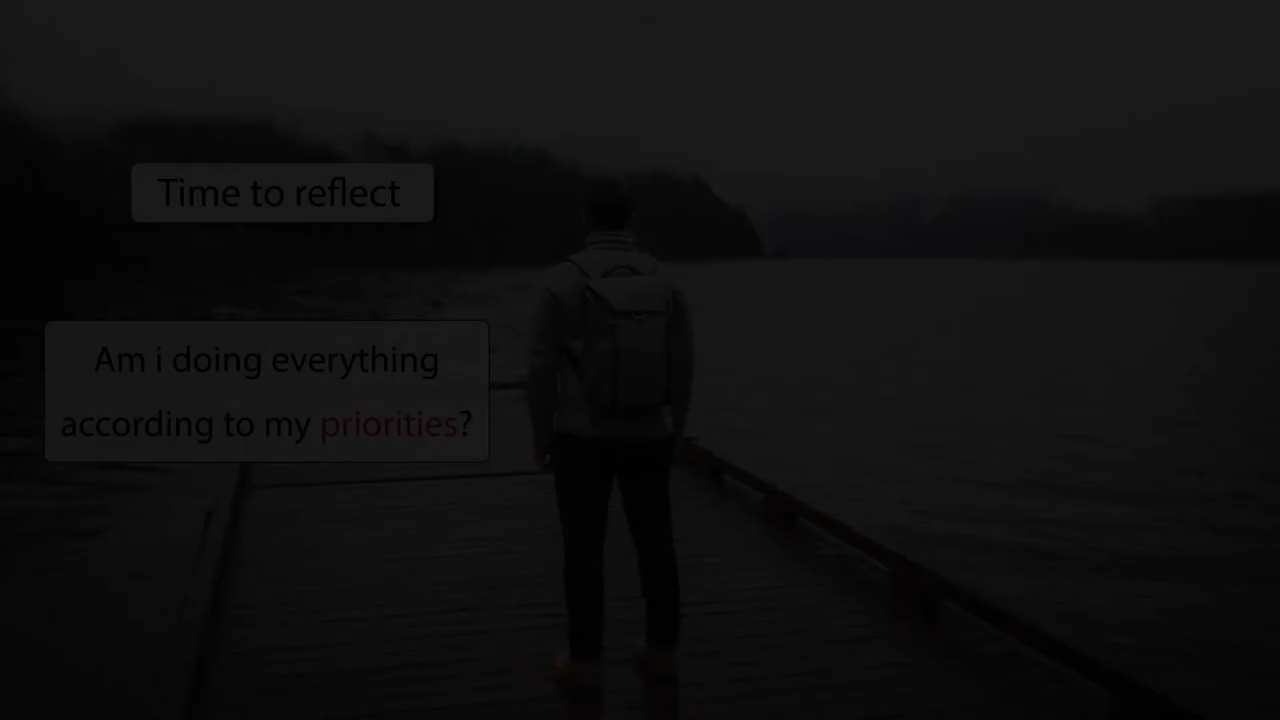 Time to reflect
Am i doing everything
according to my priorities?